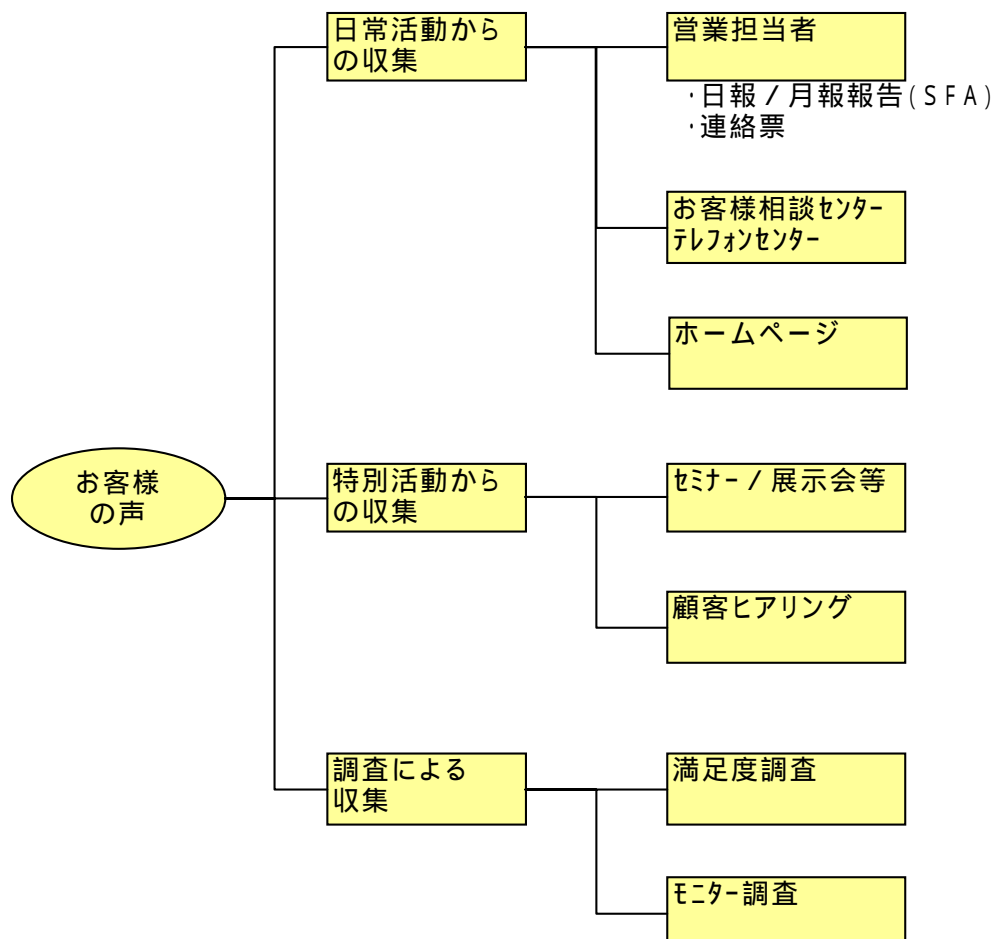 お客様
の声
日常活動から
の収集
営業担当者
・日報／月報報告(ＳＦＡ)
・連絡票
お客様相談ｾﾝﾀｰ
ﾃﾚﾌｫﾝｾﾝﾀｰ
ホームページ
特別活動から
の収集
ｾﾐﾅｰ／展示会等
顧客ヒアリング
調査による
収集
満足度調査
ﾓﾆﾀｰ調査